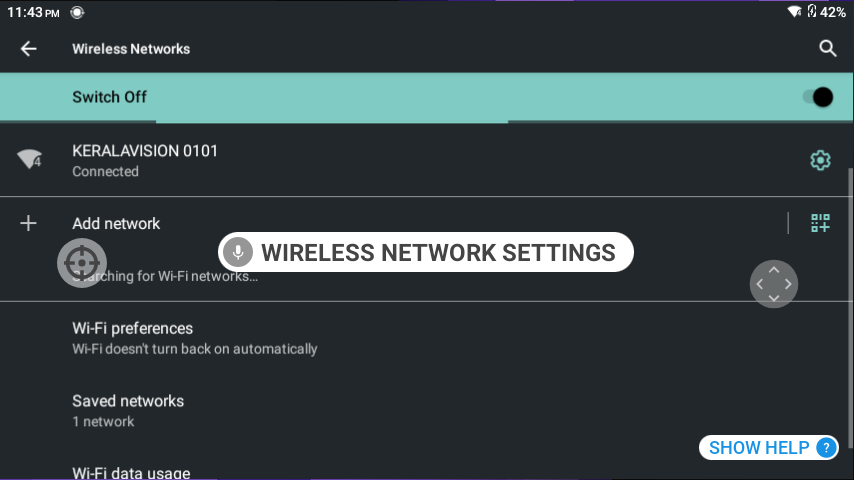 11:43 PM 42%
Wireless Networks
Switch Off
4 KERALAVISION 0101
Connected
Add network
WIRELESS NETWORK SETTINGS
Searching for Wi-Fi networks…
Wi-Fi preferences
Wi-Fi doesn't turn back on automatically
Saved networks
1 network
SHOW HELP ?
Wi-Fi data usage